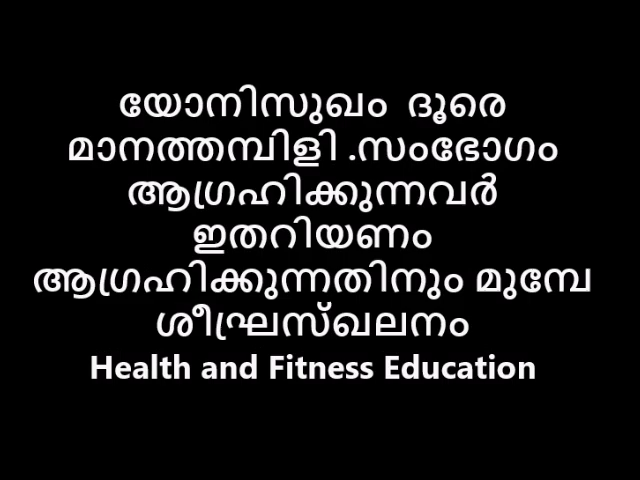 യോനിസുഖം ദൂരെ
മാനത്തമ്പിളി .സംഭോഗം
ആഗ്രഹിക്കുന്നവർ
ഇതറിയണം
ആഗ്രഹിക്കുന്നതിനും മുമ്പേ
ശീഘ്രസ്ഖലനം
Health and Fitness Education